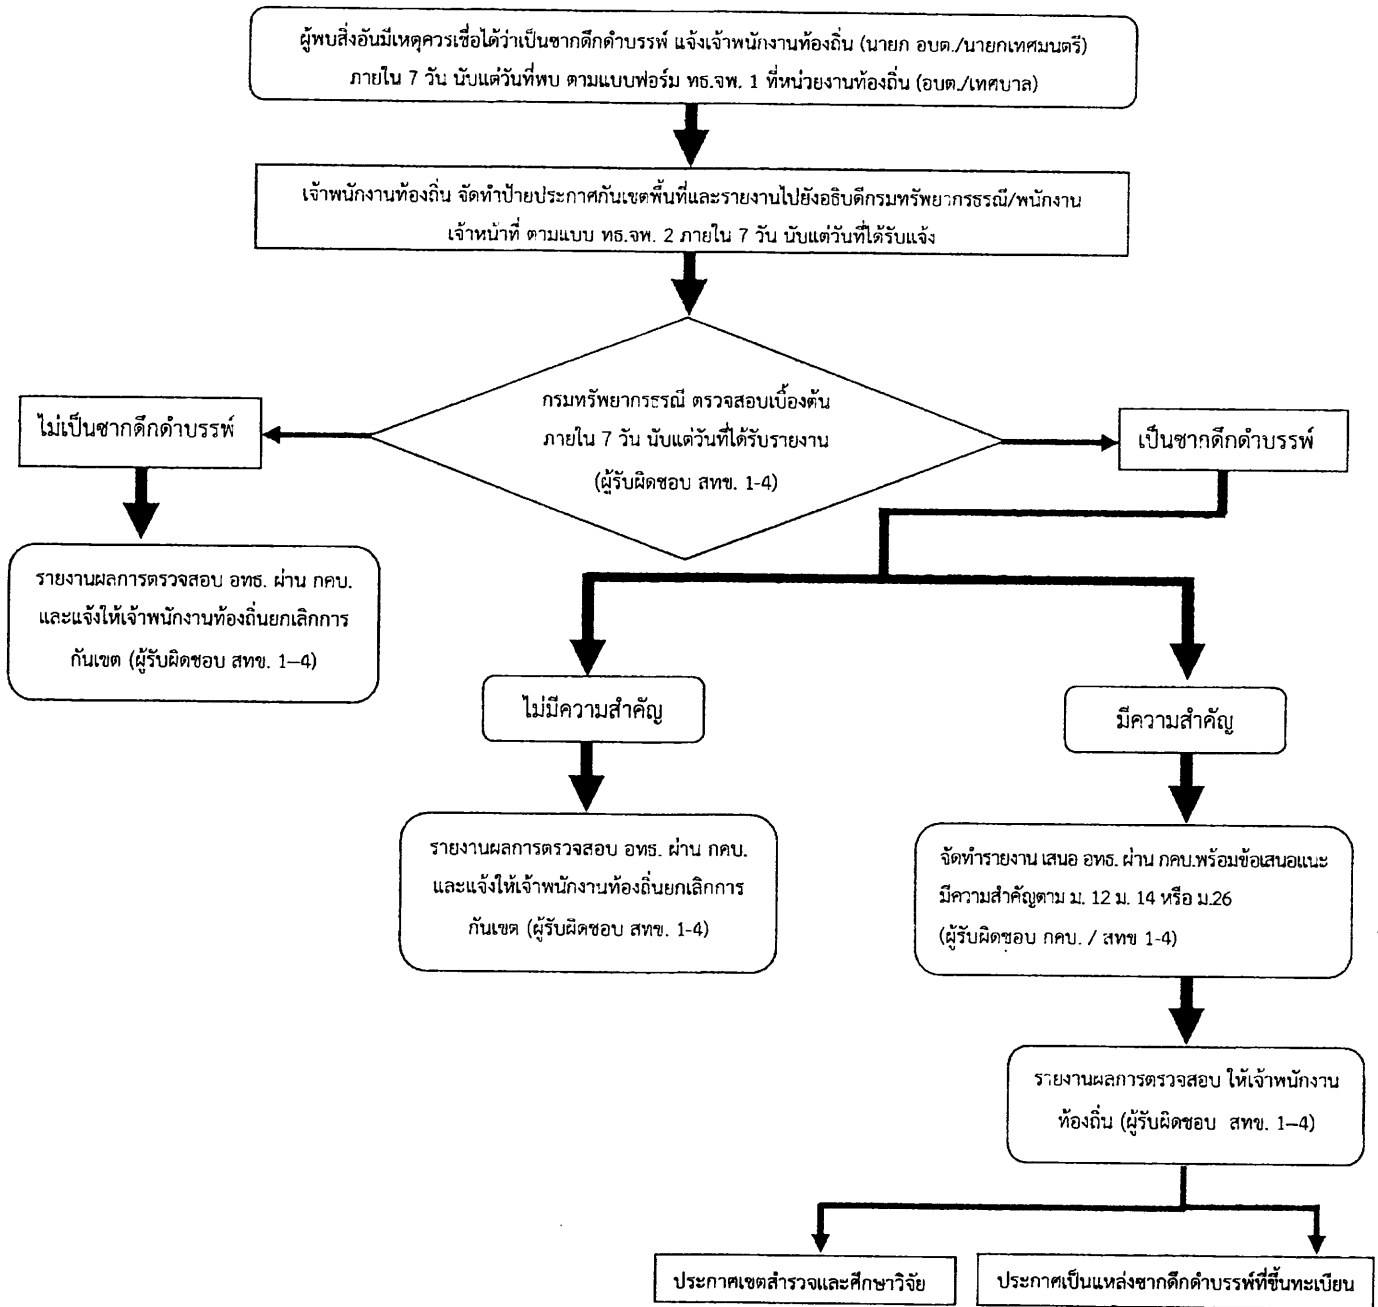 ผู้พบสิ่งอันมีเหตุควรเชื่อได้ว่าเป็นซากดึกดำบรรพ์ แจ้งเจ้าพนักงานท้องถิ่น (นายก อบต./นายกเทศมนตรี)
ภายใน 7 วัน นับแต่วันที่พบ ตามแบบฟอร์ม ทธ.จพ. 1 ที่หน่วยงานท้องถิ่น (อบต./เทศบาล)
เจ้าพนักงานท้องถิ่น จัดทำป้ายประกาศกันเขตพื้นที่และรายงานไปยังอธิบดีกรมทรัพยากรธรณี/พนักงาน
เจ้าหน้าที่ ตามแบบ ทธ.จพ. 2 ภายใน 7 วัน นับแต่วันที่ได้รับแจ้ง
กรมทรัพยากรธรณี ตรวจสอบเบื้องต้น
ภายใน 7 วัน นับแต่วันที่ได้รับรายงาน
(ผู้รับผิดชอบ สทข. 1-4)
ไม่เป็นซากดึกดำบรรพ์
เป็นซากดึกดำบรรพ์
รายงานผลการตรวจสอบ อทธ. ผ่าน กคบ.
และแจ้งให้เจ้าพนักงานท้องถิ่นยกเลิกการ
กันเขต (ผู้รับผิดชอบ สทข. 1–4)
ไม่มีความสำคัญ
มีความสำคัญ
รายงานผลการตรวจสอบ อทธ. ผ่าน กคบ.
และแจ้งให้เจ้าพนักงานท้องถิ่นยกเลิกการ
กันเขต (ผู้รับผิดชอบ สทข. 1-4)
จัดทำรายงาน เสนอ อทธ. ผ่าน กคบ.พร้อมข้อเสนอแนะ
มีความสำคัญตาม ม. 12 ม. 14 หรือ ม.26
(ผู้รับผิดชอบ กคบ. / สทข 1-4)
รายงานผลการตรวจสอบ ให้เจ้าพนักงาน
ท้องถิ่น (ผู้รับผิดชอบ สทข. 1–4)
ประกาศเขตสำรวจและศึกษาวิจัย
ประกาศเป็นแหล่งซากดึกดำบรรพ์ที่ขึ้นทะเบียน